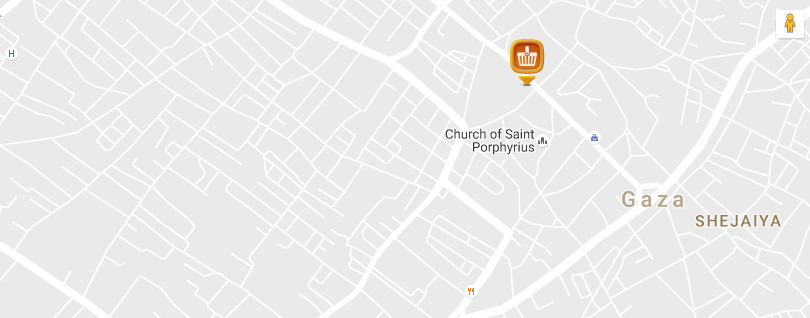 H
Church of Saint
Porphyrius
Gaza
SHEJAIYA